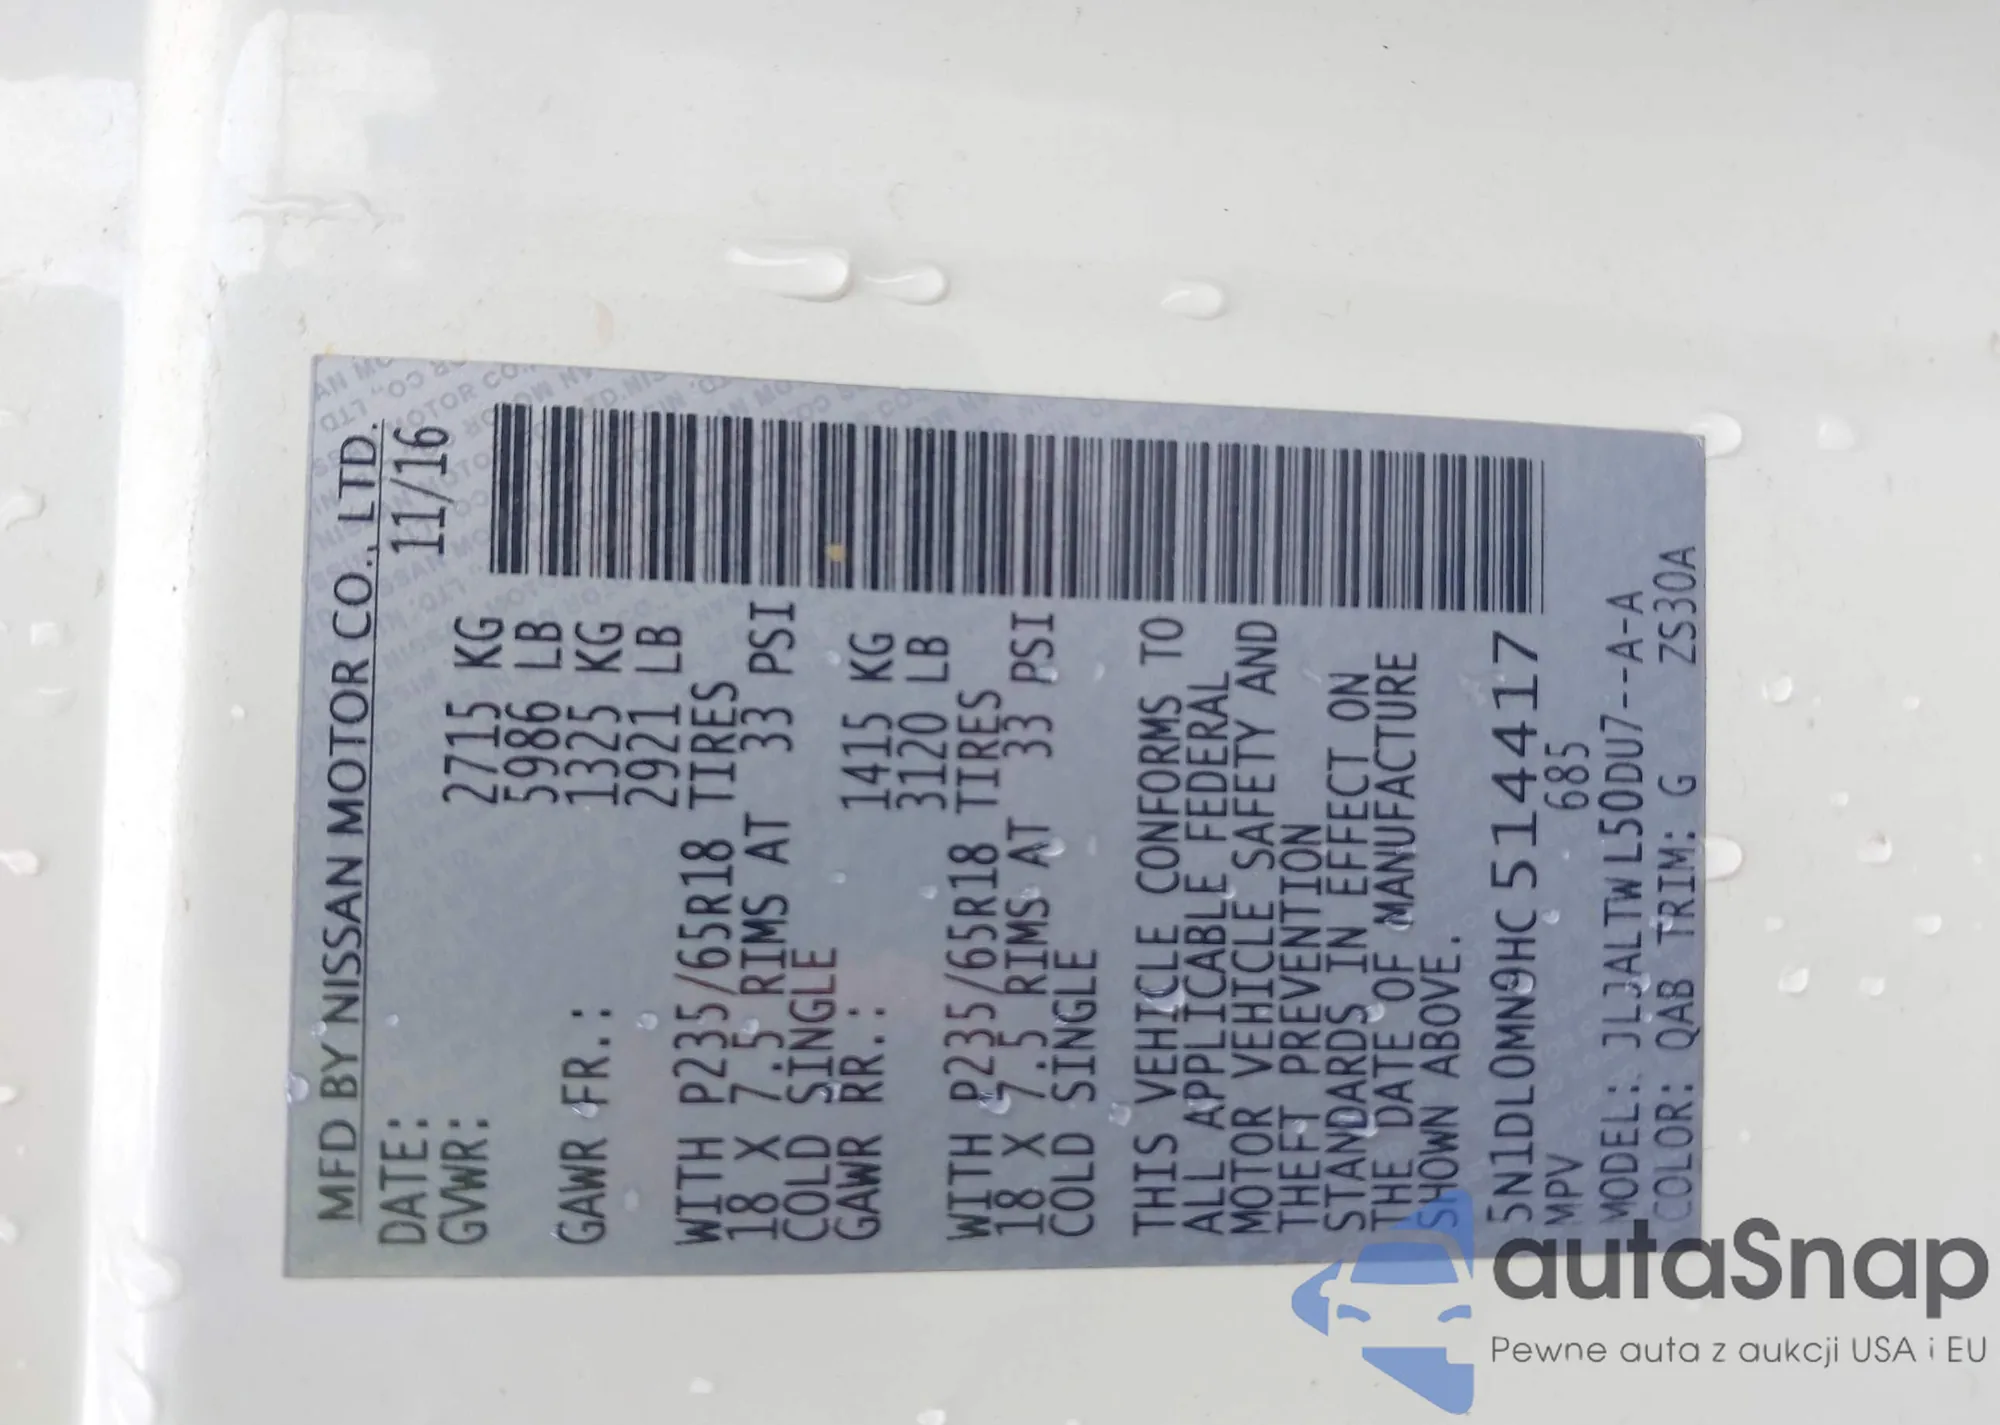 MFD BY NISSAN MOTOR CO., LTD.
DATE: 11/16
GVWR: 2715 KG
5986 LB
GAWR FR.: 1325 KG
2921 LB
WITH P235/65R18 TIRES
18 X 7.5 RIMS AT 33 PSI
COLD SINGLE
GAWR RR.: 1415 KG
3120 LB
WITH P235/65R18 TIRES
18 X 7.5 RIMS AT 33 PSI
COLD SINGLE
THIS VEHICLE CONFORMS TO
ALL APPLICABLE FEDERAL
MOTOR VEHICLE SAFETY AND
THEFT PREVENTION
STANDARDS IN EFFECT ON
THE DATE OF MANUFACTURE
SHOWN ABOVE.
5N1DL0MN9HC514417
MPV 685
MODEL: JLJALTWL50DU7--A-A
COLOR: QAB TRIM: G ZS30A
autaSnap
Pewne auta z aukcji USA i EU